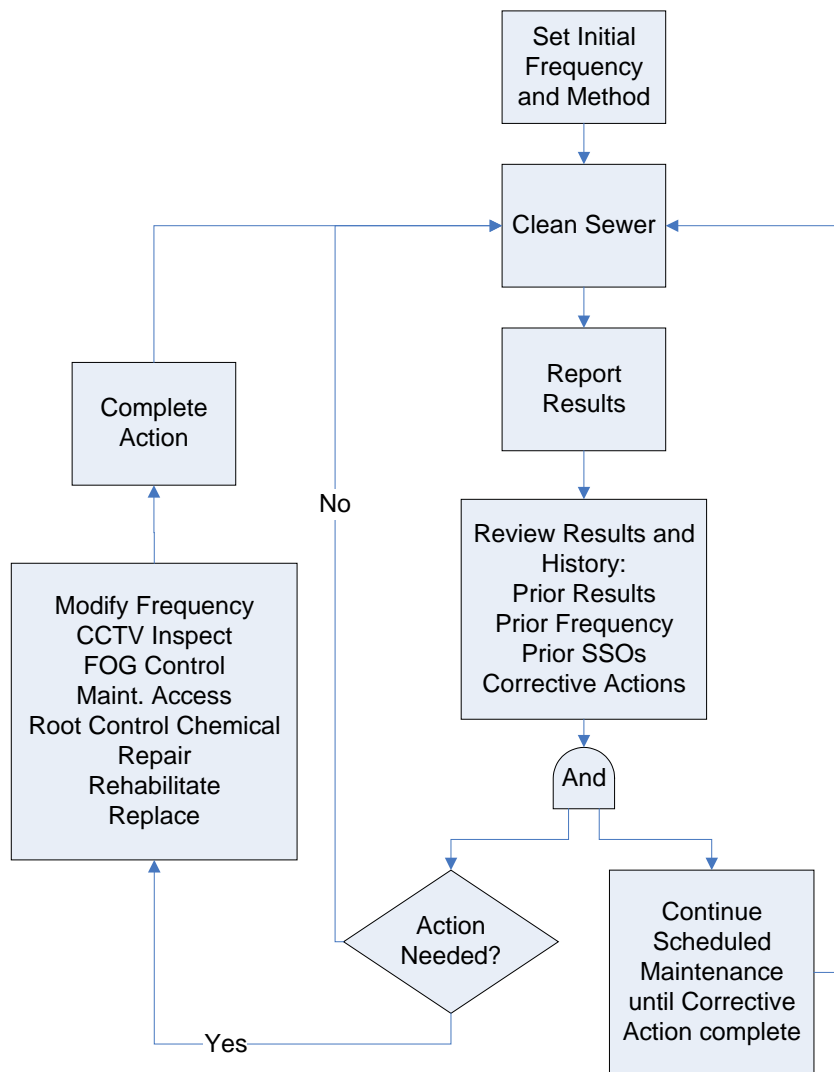 Set Initial
Frequency
and Method
Clean Sewer
Report
Results
Complete
Action
No
Review Results and
History:
Prior Results
Prior Frequency
Prior SSOs
Corrective Actions
Modify Frequency
CCTV Inspect
FOG Control
Maint. Access
Root Control Chemical
Repair
Rehabilitate
Replace
And
Action
Needed?
Continue
Scheduled
Maintenance
until Corrective
Action complete
Yes